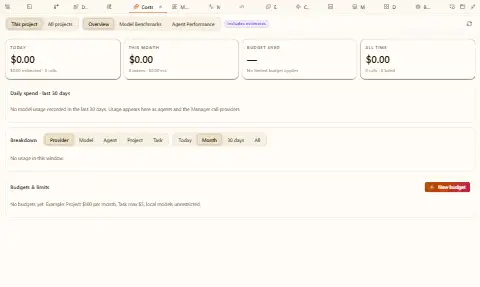 Costs
This project All projects Overview Model Benchmarks Agent Performance includes estimates
TODAY THIS MONTH BUDGET USED ALL TIME
$0.00 $0.00 — $0.00
No limited budget applies
Daily spend · last 30 days
No model usage recorded in the last 30 days. Usage appears here as agents and the Manager call providers
Breakdown Provider Model Agent Project Task Today Month 30 days All
No usage in this window.
Budgets & limits New budget
No budgets yet. Example: Project $100 per month, Task max $5, local models unrestricted.